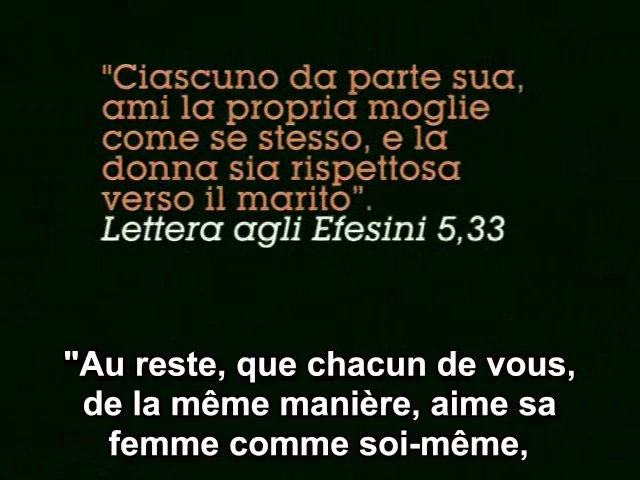 "Ciascuno da parte sua,
ami la propria moglie
come se stesso, e la
donna sia rispettosa
verso il marito”.
Lettera agli Efesini 5,33
"Au reste, que chacun de vous,
de la même manière, aime sa
femme comme soi-même,